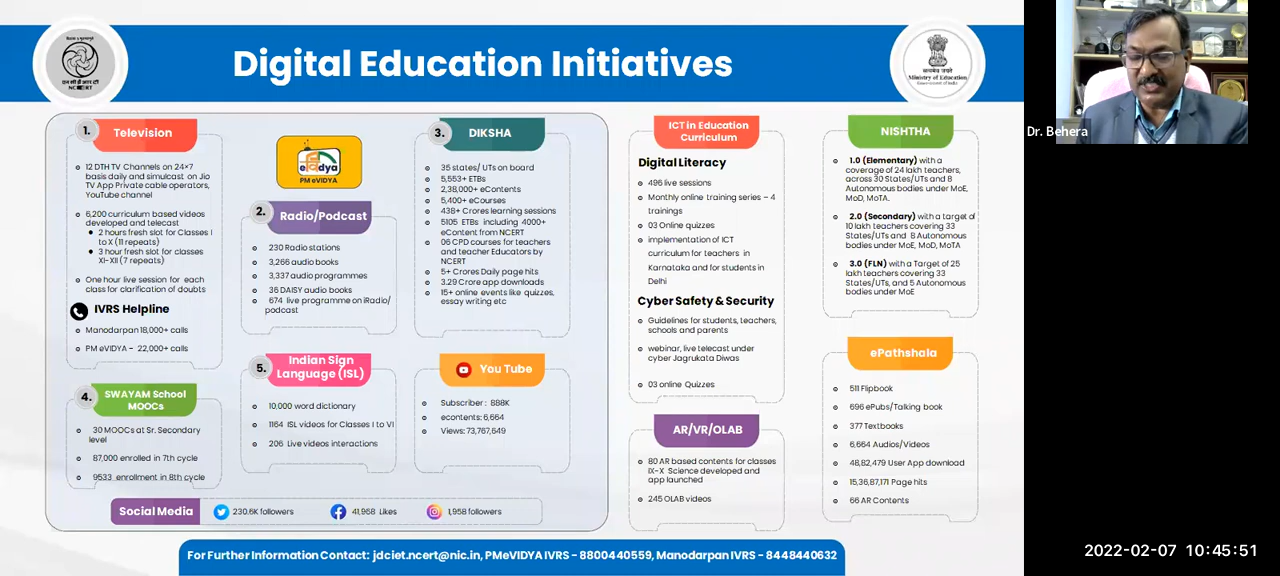 Digital Education Initiatives
एन सी ई आर टी
NCERT
सत्यमेव जयते
Ministry of Education
Government of India
1.
Television
12 DTH TV Channels on 24x7
basis daily and simulcast on Jio
TV App Private cable operators,
YouTube channel
6,200 curriculum based videos
developed and telecast
2 hours fresh slot for Classes I
to X (11 repeats)
3 hour fresh slot for classes
XI-XII (7 repeats)
One hour live session for each
class for clarification of doubts
IVRS Helpline
Manodarpan 18,000+ calls
PM eVIDYA - 22,000+ calls
4.
SWAYAM School
MOOCs
30 MOOCs at Sr. Secondary
level
87,000 enrolled in 7th cycle
9533 enrollment in 8th cycle
PM eVIDYA
2.
Radio/Podcast
230 Radio stations
3,266 audio books
3,337 audio programmes
36 DAISY audio books
674 live programme on iRadio/
podcast
5.
Indian Sign
Language (ISL)
10,000 word dictionary
1164 ISL videos for Classes I to VI
206 Live videos interactions
3.
DIKSHA
35 states/ UTs on board
5,553+ ETBs
2,38,000+ eContents
5,400+ eCourses
438+ Crores learning sessions
5105 ETBs including 4000+
eContent from NCERT
06 CPD courses for teachers
and teacher Educators by
NCERT
5+ Crores Daily page hits
3.29 Crore app downloads
15+ online events like quizzes,
essay writing etc
You Tube
Subscriber : 888K
econtents: 6,664
Views: 73,767,649
Social Media
230.6K followers
41,958 Likes
1,958 followers
ICT in Education
Curriculum
Digital Literacy
496 live sessions
Monthly online training series – 4
trainings
03 Online quizzes
implementation of ICT
curriculum for teachers in
Karnataka and for students in
Delhi
Cyber Safety & Security
Guidelines for students, teachers,
schools and parents
webinar, live telecast under
cyber Jagrukata Diwas
03 online Quizzes
AR/VR/OLAB
80 AR based contents for classes
IX-X Science developed and
app launched
245 OLAB videos
NISHTHA
1.0 (Elementary) with a
coverage of 24 lakh teachers,
across 30 States/UTs and 8
Autonomous bodies under MoE,
MoD, MoTA.
2.0 (Secondary) with a target of
10 lakh teachers covering 33
States/UTs and 8 Autonomous
bodies under MoE, MoD, MoTA
3.0 (FLN) with a Target of 25
lakh teachers covering 33
States/UTs, and 5 Autonomous
bodies under MoE
ePathshala
511 Flipbook
696 ePubs/Talking book
377 Textbooks
6,664 Audios/Videos
48,82,479 User App download
15,36,87,171 Page hits
66 AR Contents
For Further Information Contact: jdciet.ncert@nic.in, PMeVIDYA IVRS - 8800440559, Manodarpan IVRS - 8448440632
Dr. Behera
2022-02-07 10:45:51